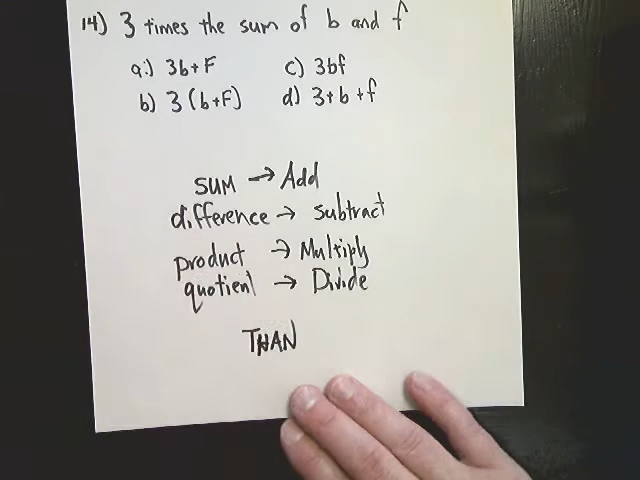 14) 3 times the sum of b and f
a.) 3b+F c) 3bf
b) 3(b+F) d) 3+b+f
SUM → Add
difference → subtract
product → Multiply
quotient → Divide
THAN